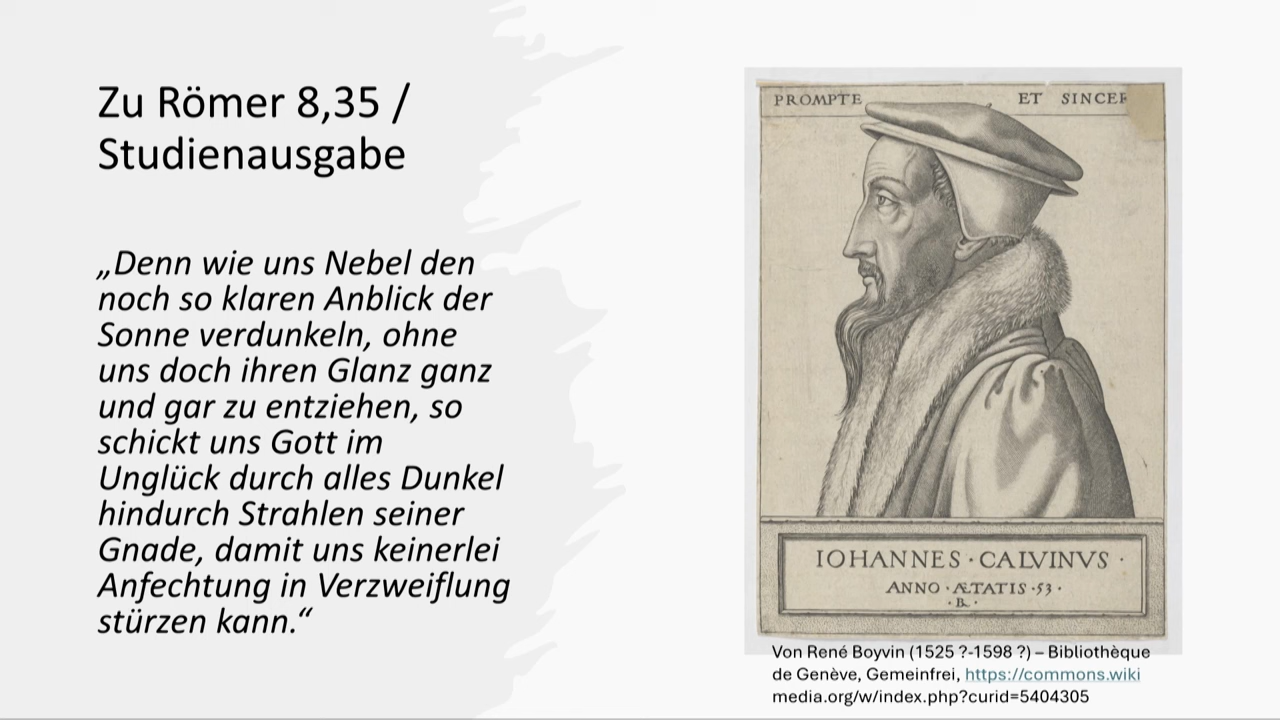 Zu Römer 8,35 /
Studienausgabe
„Denn wie uns Nebel den
noch so klaren Anblick der
Sonne verdunkeln, ohne
uns doch ihren Glanz ganz
und gar zu entziehen, so
schickt uns Gott im
Unglück durch alles Dunkel
hindurch Strahlen seiner
Gnade, damit uns keinerlei
Anfechtung in Verzweiflung
stürzen kann.“
PROMPTE ET SINCER
IOHANNES · CALVINVS ·
ANNO · ÆTATIS · 53 ·
· B ·
Von René Boyvin (1525 ?-1598 ?) – Bibliothèque
de Genève, Gemeinfrei, https://commons.wiki
media.org/w/index.php?curid=5404305